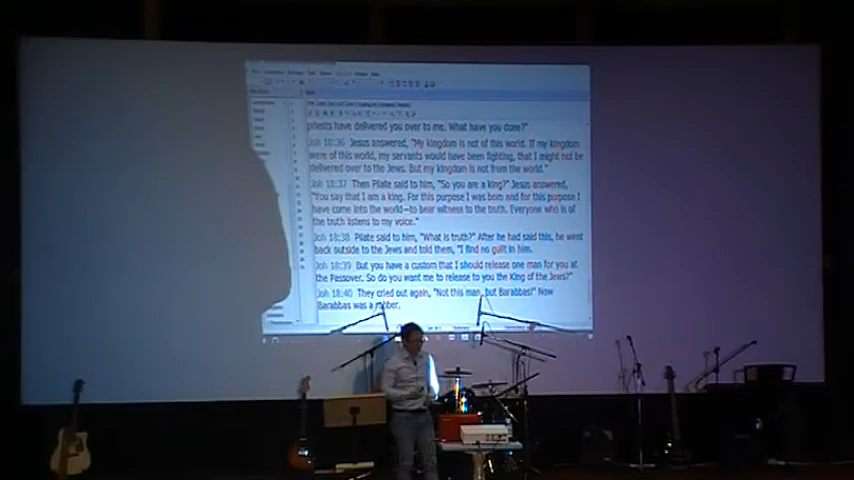 priests have delivered you over to me. What have you done?"
Joh 18:36 Jesus answered, "My kingdom is not of this world. If my kingdom
were of this world, my servants would have been fighting, that I might not be
delivered over to the Jews. But my kingdom is not from the world."
Joh 18:37 Then Pilate said to him, "So you are a king?" Jesus answered,
"You say that I am a king. For this purpose I was born and for this purpose I
have come into the world—to bear witness to the truth. Everyone who is of
the truth listens to my voice."
Joh 18:38 Pilate said to him, "What is truth?" After he had said this, he went
back outside to the Jews and told them, "I find no guilt in him.
Joh 18:39 But you have a custom that I should release one man for you at
the Passover. So do you want me to release to you the King of the Jews?"
Joh 18:40 They cried out again, "Not this man, but Barabbas!" Now
Barabbas was a robber.